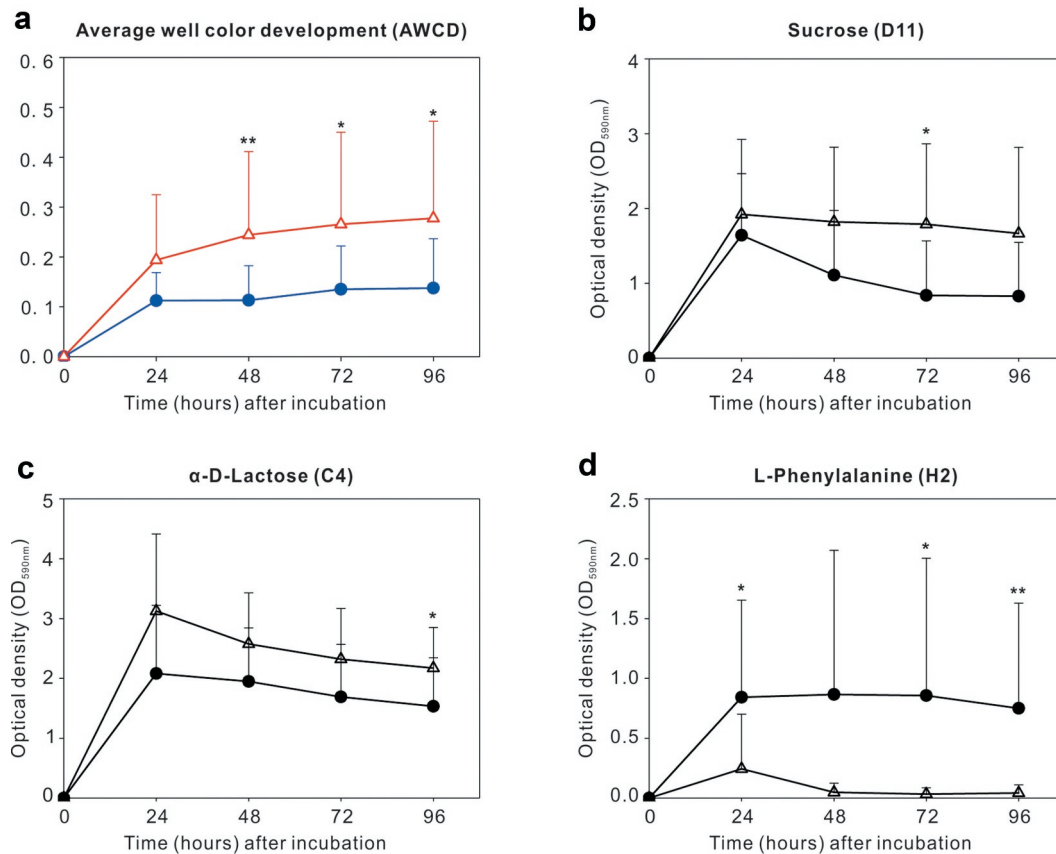 a
Average well color development (AWCD)
0.6
0.5
0.4
0.3
0.2
0.1
0.0
**
*
*
0 24 48 72 96
Time (hours) after incubation
b
Sucrose (D11)
Optical density (OD590nm)
4
3
2
1
0
*
0 24 48 72 96
Time (hours) after incubation
c
α-D-Lactose (C4)
Optical density (OD590nm)
5
4
3
2
1
0
*
0 24 48 72 96
Time (hours) after incubation
d
L-Phenylalanine (H2)
Optical density (OD590nm)
2.5
2.0
1.5
1.0
0.5
0.0
*
*
**
0 24 48 72 96
Time (hours) after incubation